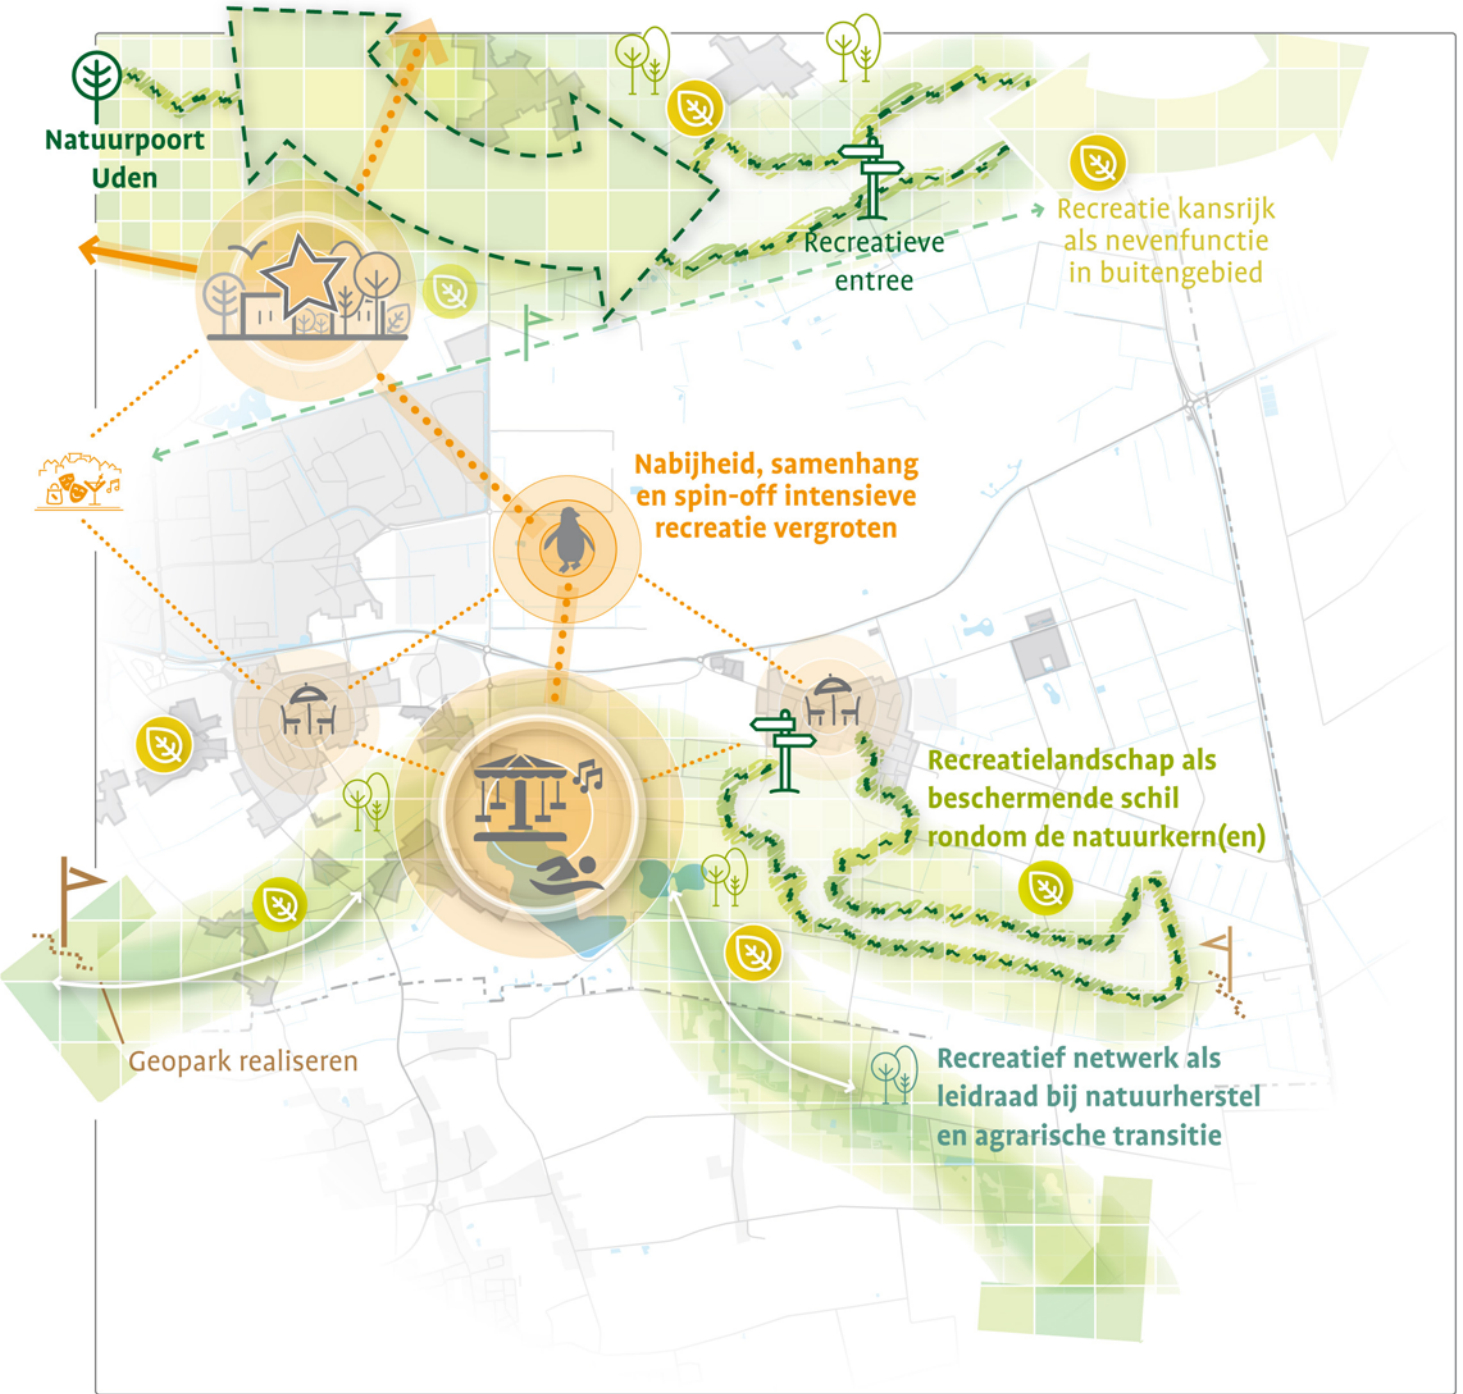 Natuurpoort
Uden
Recreatieve
entree
Recreatie kansrijk
als nevenfunctie
in buitengebied
Nabijheid, samenhang
en spin-off intensieve
recreatie vergroten
Recreatielandschap als
beschermende schil
rondom de natuurkern(en)
Geopark realiseren
Recreatief netwerk als
leidraad bij natuurherstel
en agrarische transitie